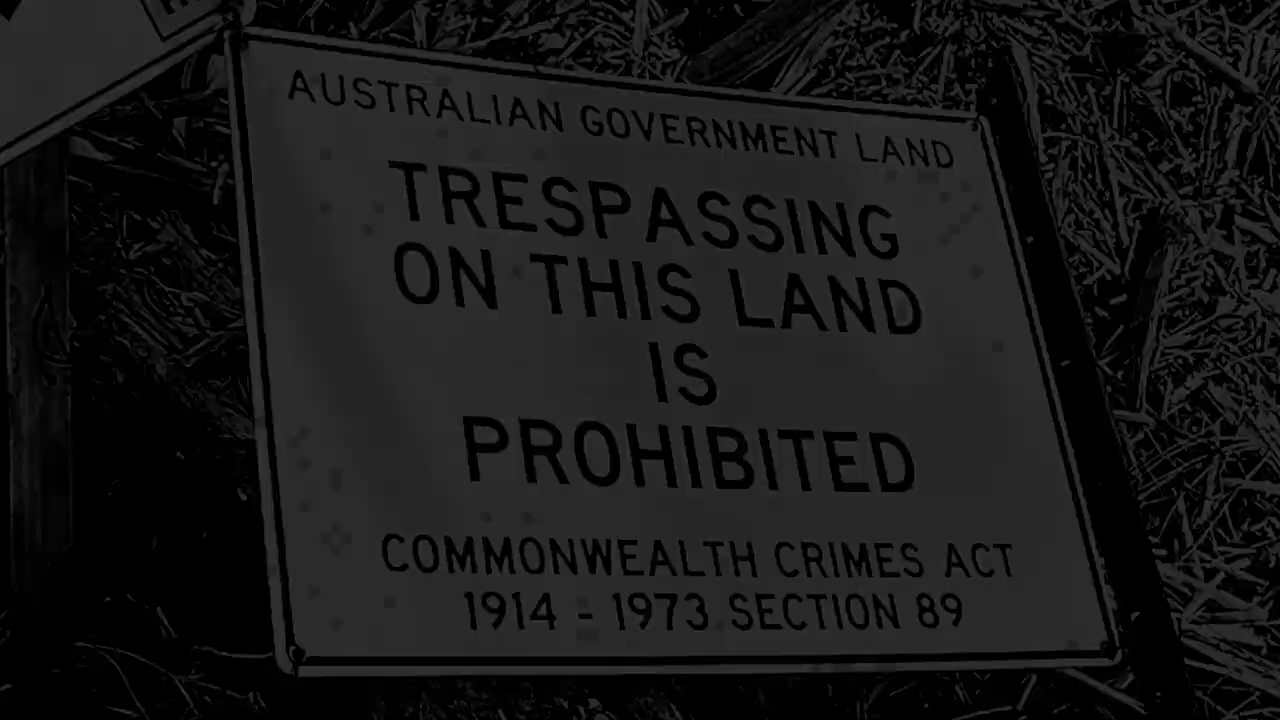 AUSTRALIAN GOVERNMENT LAND
TRESPASSING
ON THIS LAND
IS
PROHIBITED
COMMONWEALTH CRIMES ACT
1914 - 1973 SECTION 89